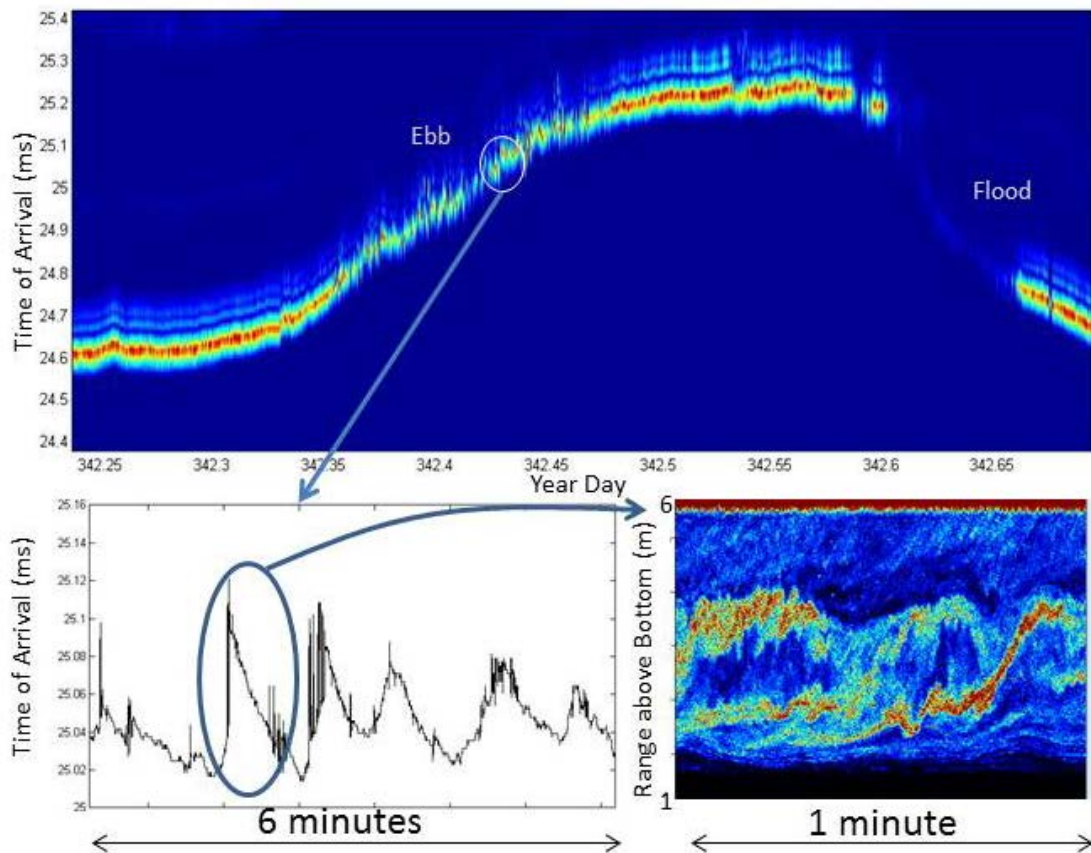 25.4
25.3
25.2
25.1
25
24.9
24.8
24.7
24.6
24.5
24.4
Time of Arrival (ms)
Ebb
Flood
342.25 342.3 342.35 342.4 342.45 342.5 342.55 342.6 342.65
Year Day
25.16
25.14
25.12
25.1
25.08
25.06
25.04
25.02
25
Time of Arrival (ms)
6 minutes
6
1
Range above Bottom (m)
1 minute